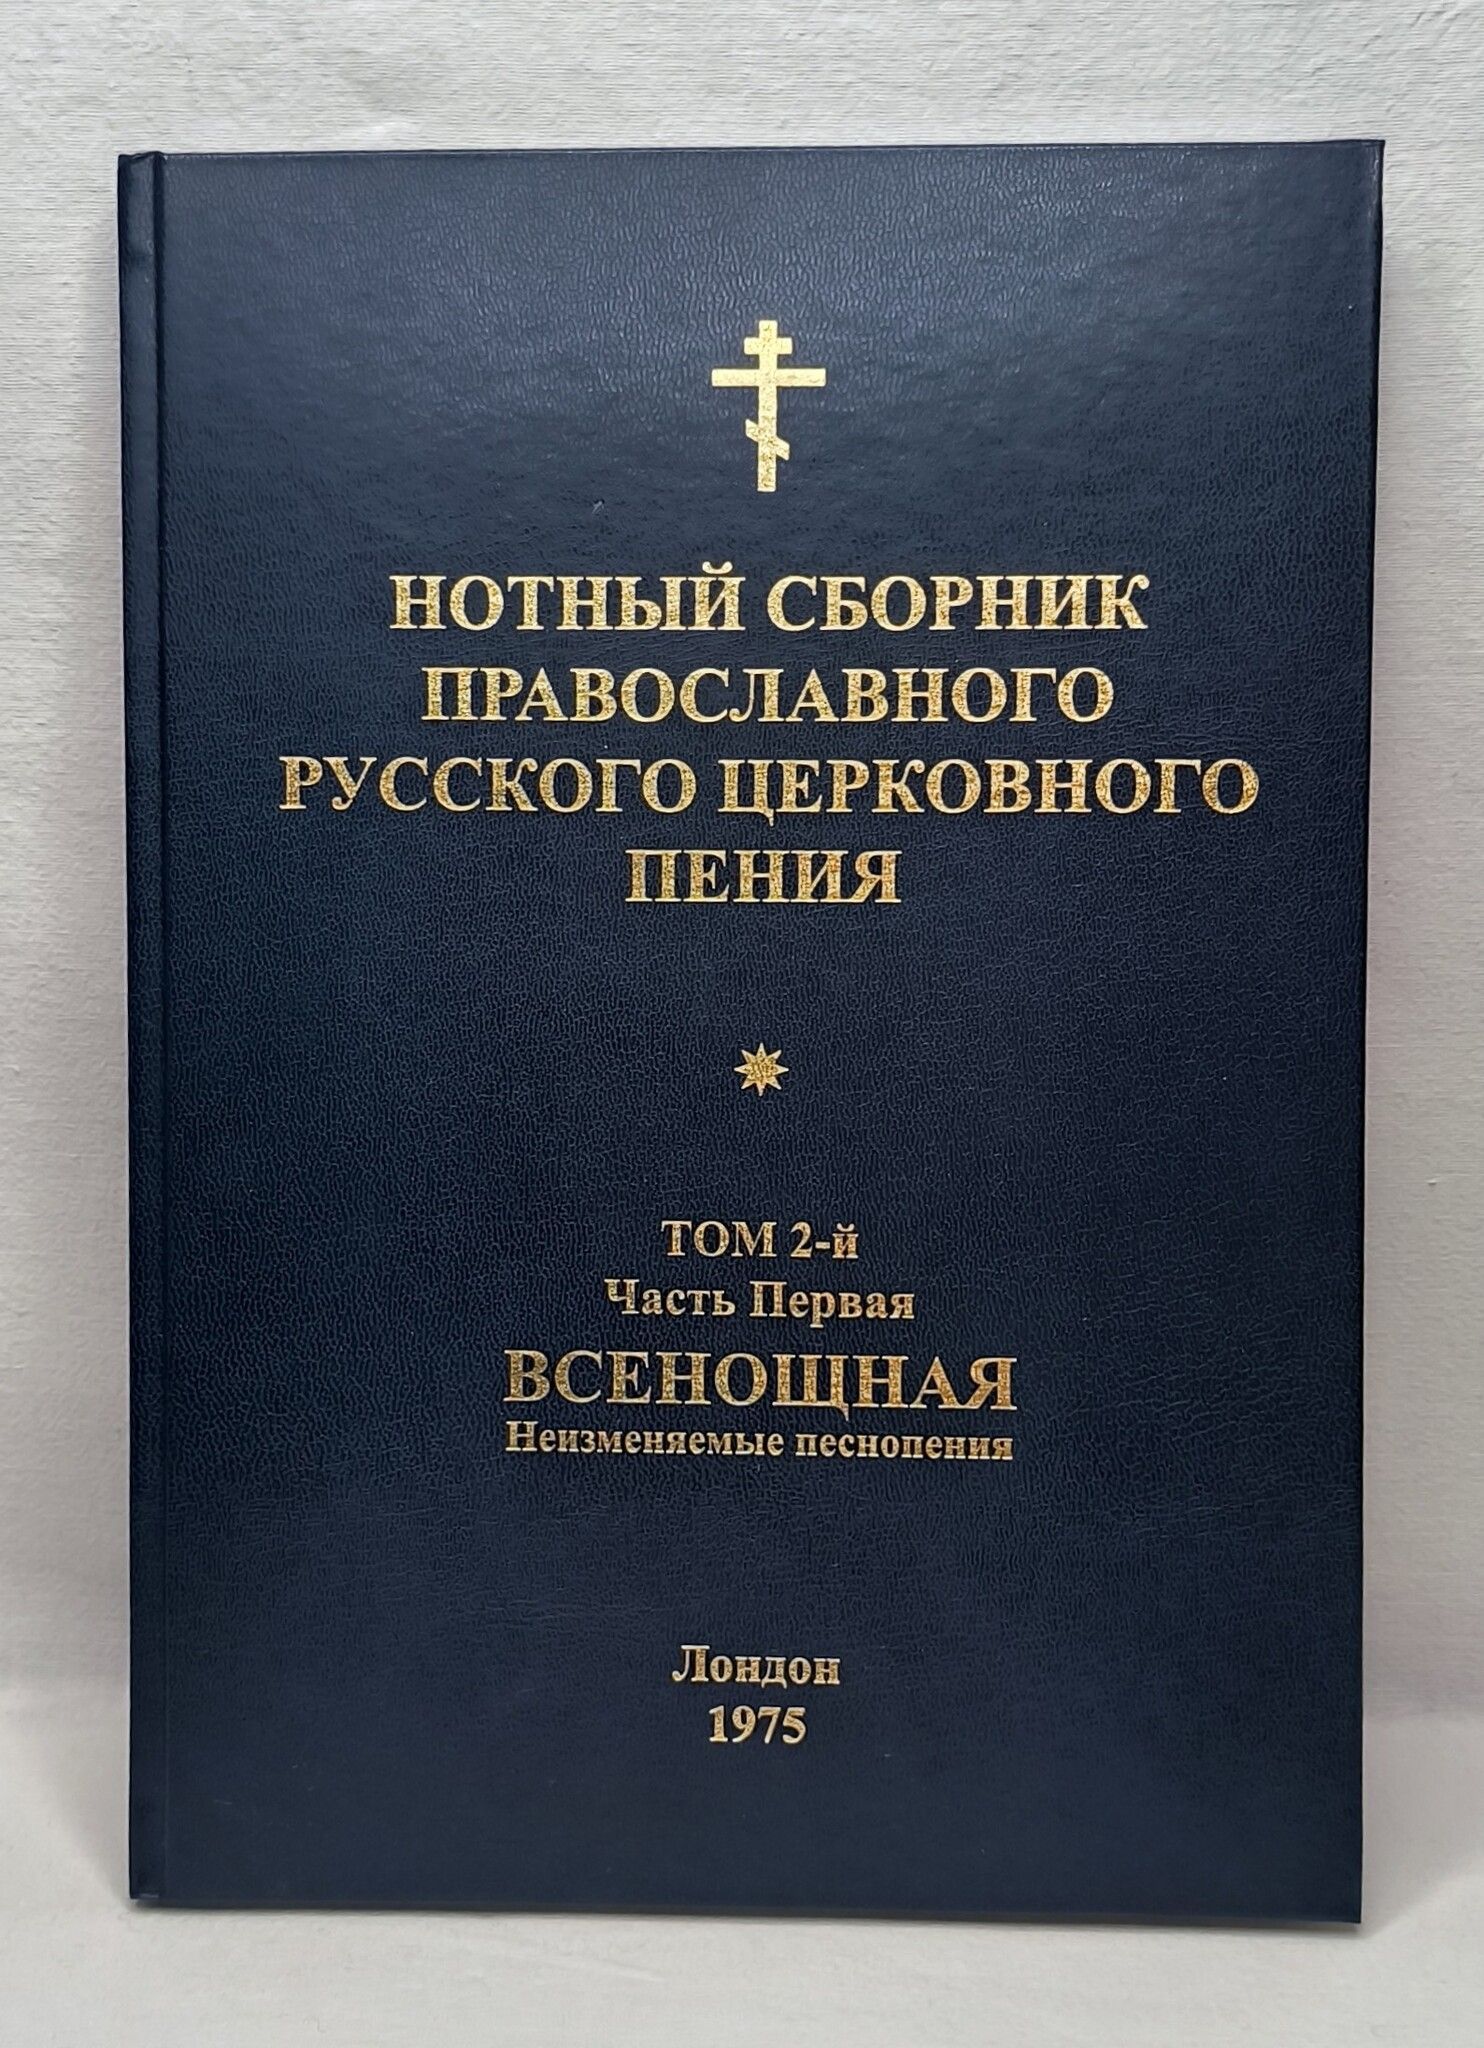 НОТНЫЙ СБОРНИК
ПРАВОСЛАВНОГО
РУССКОГО ЦЕРКОВНОГО
ПЕНИЯ
ТОМ 2-й
Часть Первая
ВСЕНОЩНАЯ
Неизменяемые песнопения
Лондон
1975